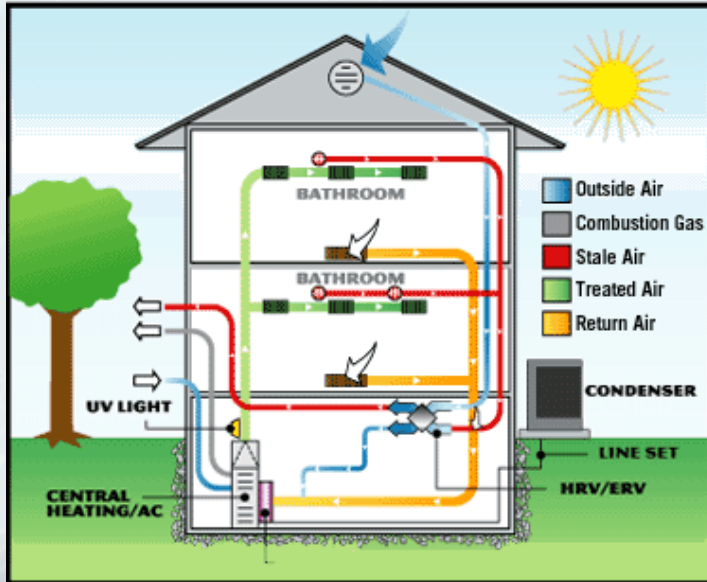 BATHROOM
Outside Air
Combustion Gas
Stale Air
Treated Air
Return Air
BATHROOM
CONDENSER
UV LIGHT
LINE SET
HRV/ERV
CENTRAL
HEATING/AC